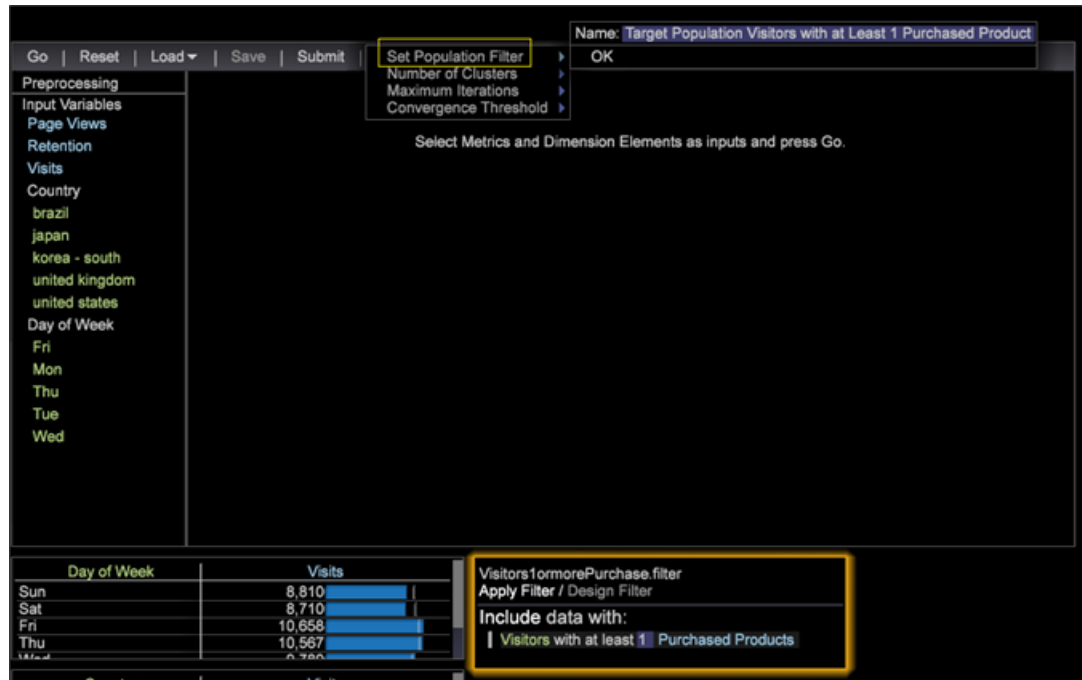 Name: Target Population Visitors with at Least 1 Purchased Product
Go | Reset | Load | Save | Submit |
Set Population Filter
OK
Number of Clusters
Maximum Iterations
Convergence Threshold
Preprocessing
Input Variables
Page Views
Retention
Visits
Country
brazil
japan
korea - south
united kingdom
united states
Day of Week
Fri
Mon
Thu
Tue
Wed
Select Metrics and Dimension Elements as inputs and press Go.
Day of Week Visits
Sun 8,810
Sat 8,710
Fri 10,658
Thu 10,567
Visitors1ormorePurchase.filter
Apply Filter / Design Filter
Include data with:
Visitors with at least 1 Purchased Products